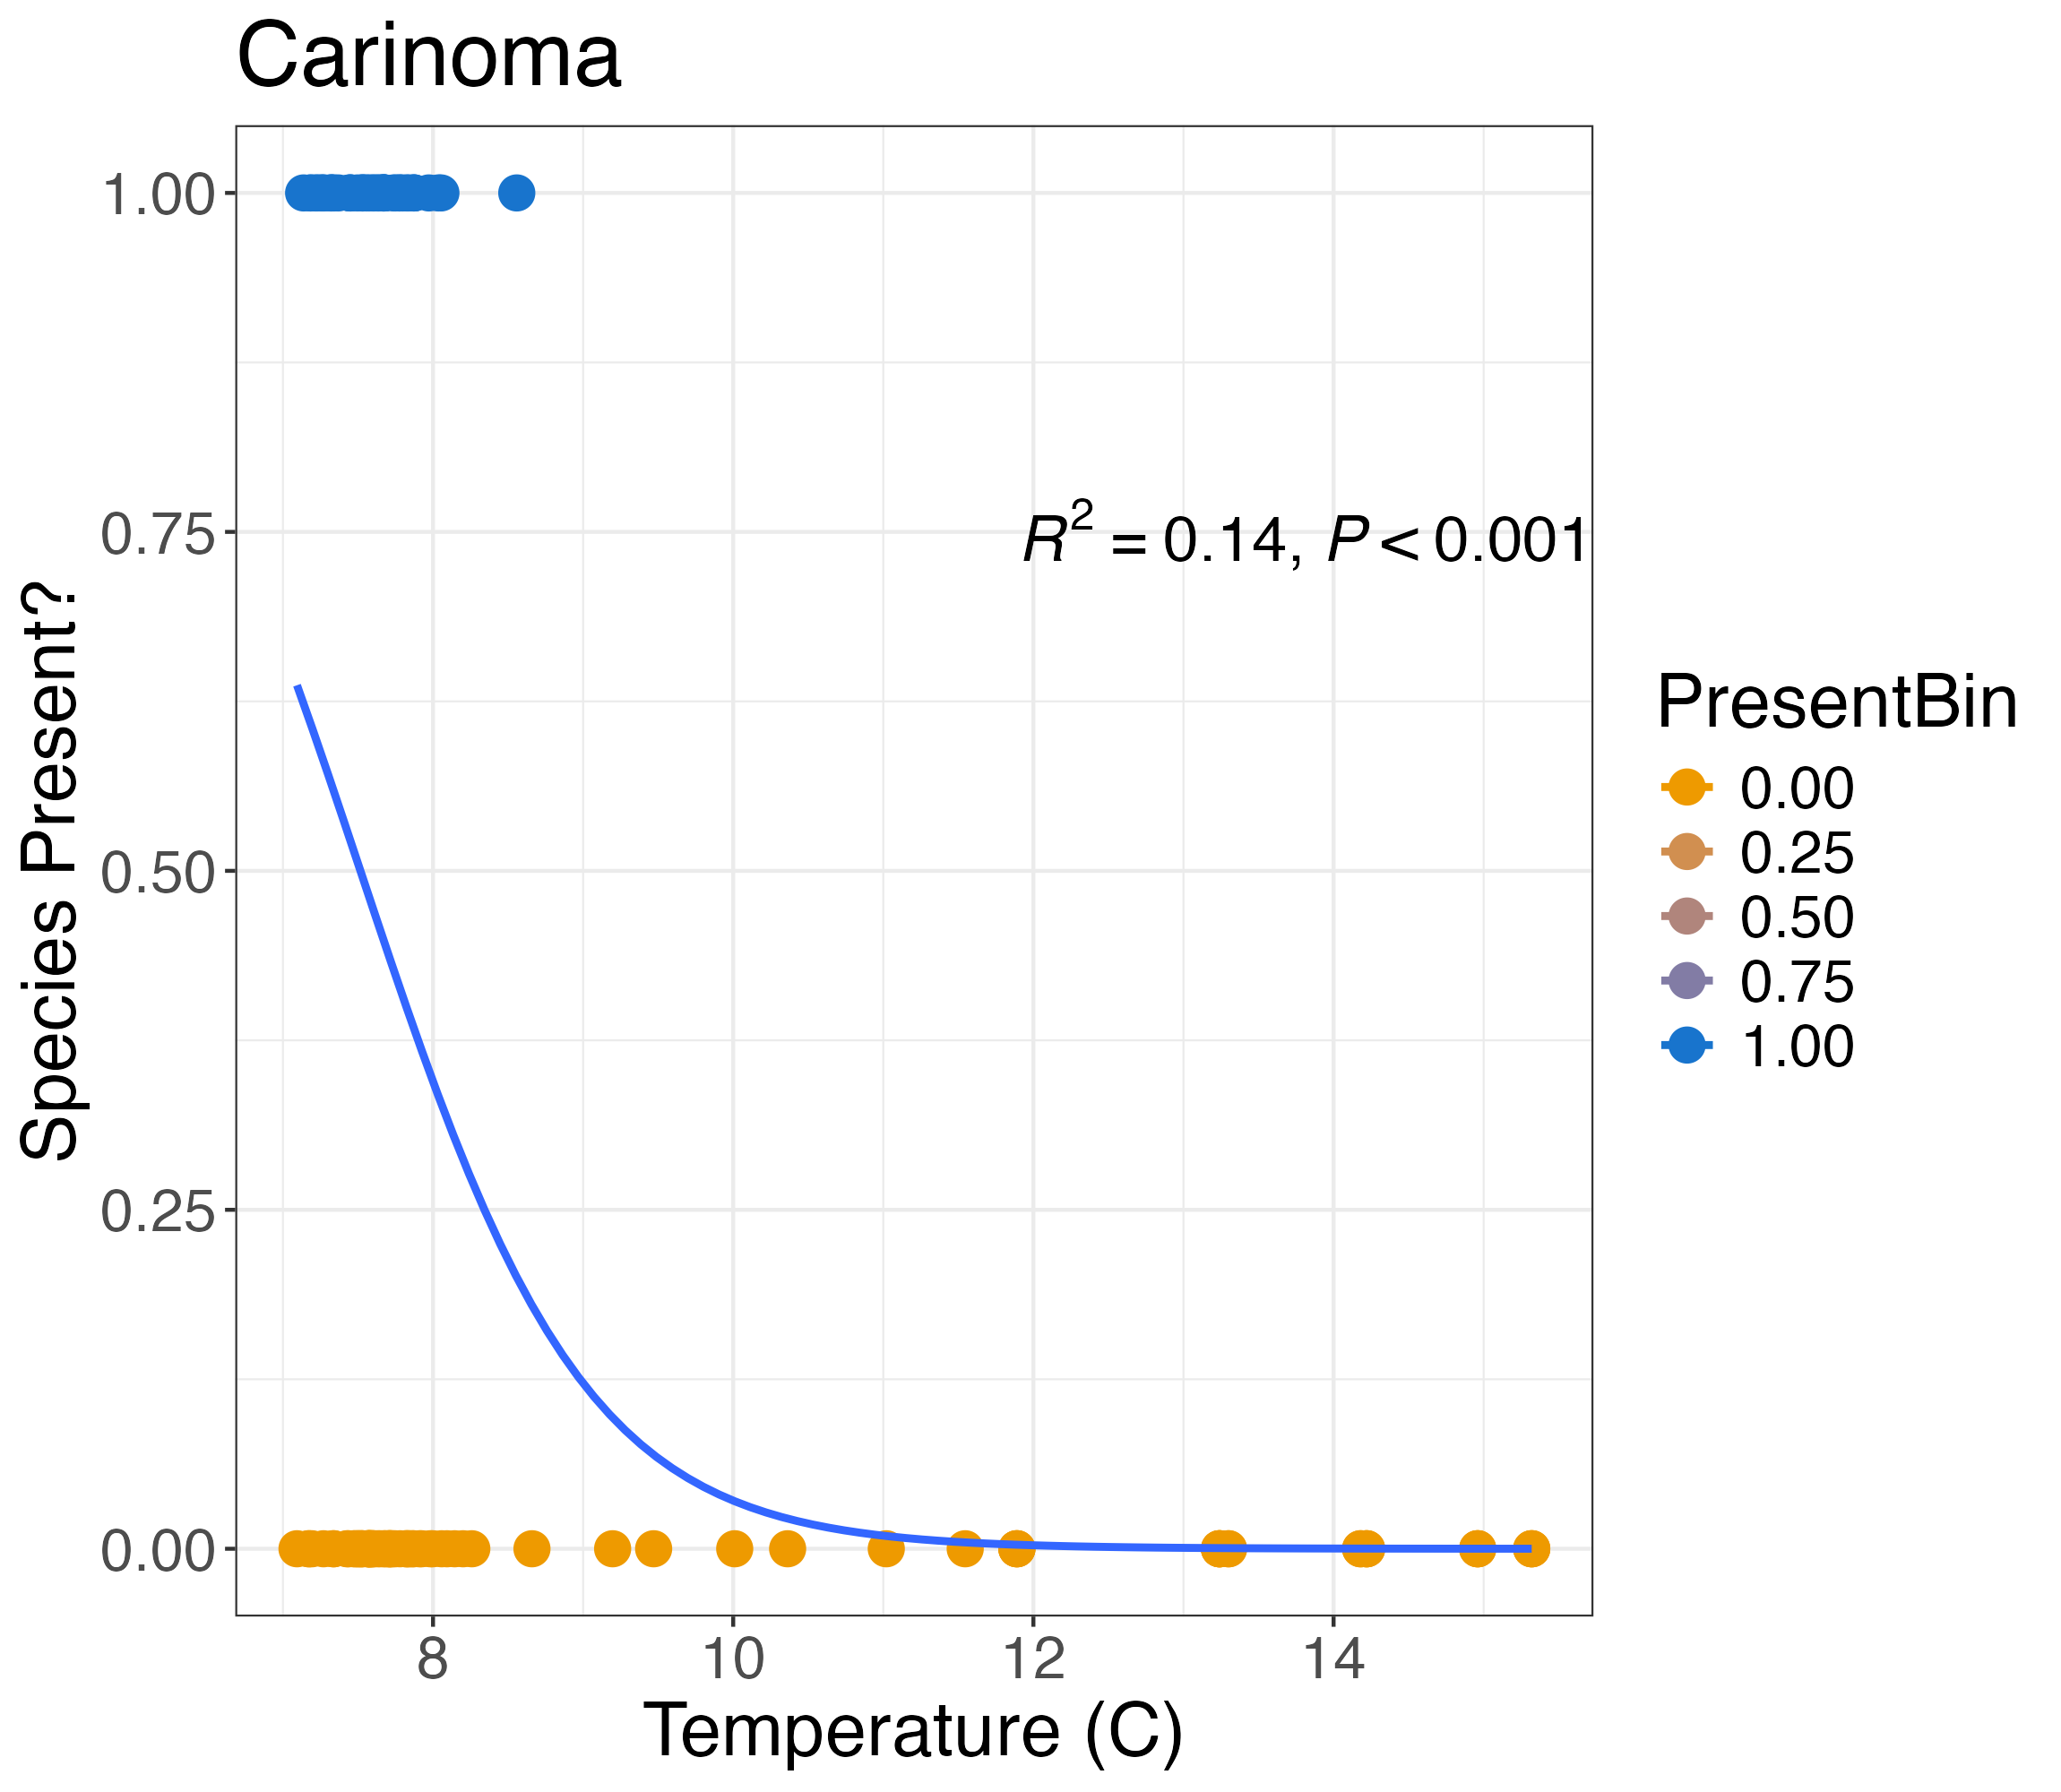 Carinoma
1.00
0.75
0.50
0.25
0.00
Species Present?
R² = 0.14, P < 0.001
8 10 12 14
Temperature (C)
PresentBin
0.00
0.25
0.50
0.75
1.00